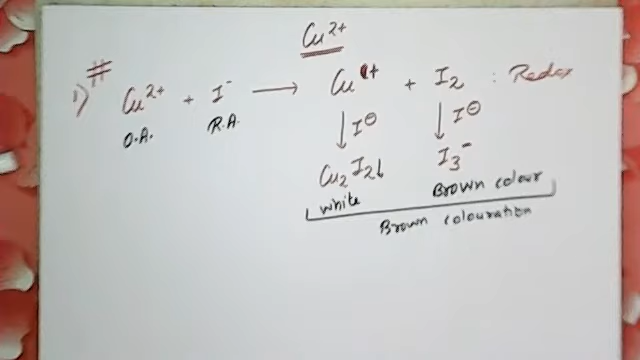 Cu2+
#
1) Cu2+ + I- → Cu+ + I2 : Redox
O.A. R.A. ↓I⊖ ↓I⊖
Cu2I2↓ I3-
white Brown colour
Brown colouration